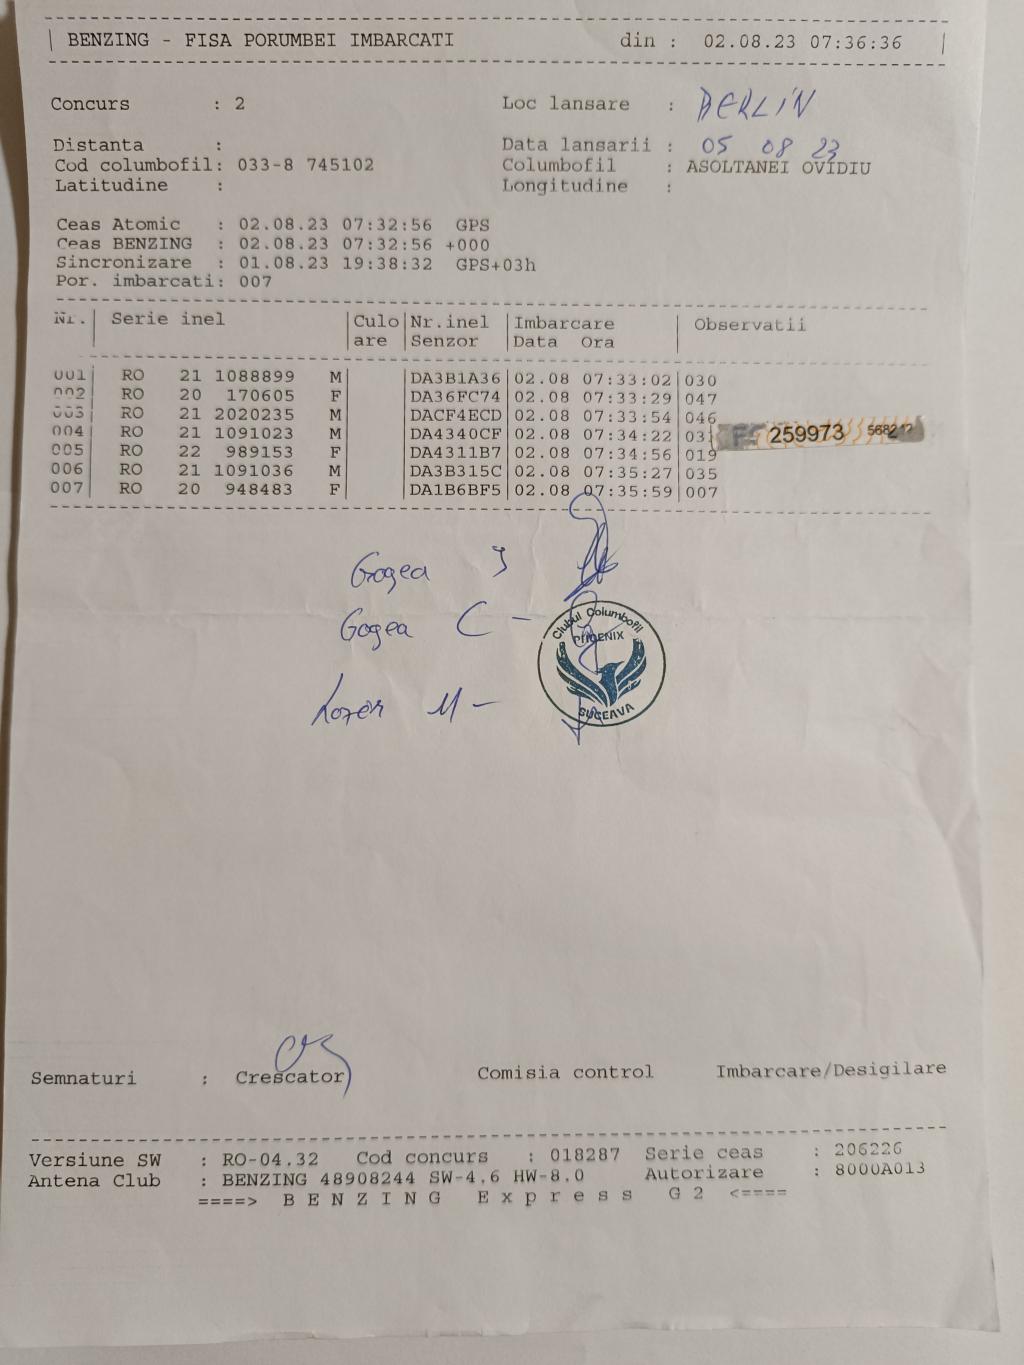 BENZING - FISA PORUMBEI IMBARCATI din : 02.08.23 07:36:36
Concurs : 2 Loc lansare : BERLIN
Distanta : Data lansarii : 05 08 23
Cod columbofil: 033-8 745102 Columbofil : ASOLTANEI OVIDIU
Latitudine : Longitudine :
Ceas Atomic : 02.08.23 07:32:56 GPS
Ceas BENZING : 02.08.23 07:32:56 +000
Sincronizare : 01.08.23 19:38:32 GPS+03h
Por. imbarcati: 007
Nr. Serie inel Culo Nr.inel Imbarcare Observatii
are Senzor Data Ora
001 RO 21 1088899 M DA3B1A36 02.08 07:33:02 030
002 RO 20 170605 F DA36FC74 02.08 07:33:29 047
003 RO 21 2020235 M DACF4ECD 02.08 07:33:54 046
004 RO 21 1091023 M DA4340CF 02.08 07:34:22 259973
005 RO 22 989153 F DA4311B7 02.08 07:34:56 019
006 RO 21 1091036 M DA3B315C 02.08 07:35:27 035
007 RO 20 948483 F DA1B6BF5 02.08 07:35:59 007
Gogea
Gogea C -
Clubul Columbofil
PHOENIX
SUCEAVA
Semnaturi : Crescator Comisia control Imbarcare/Desigilare
Versiune SW : RO-04.32 Cod concurs : 018287 Serie ceas : 206226
Antena Club : BENZING 48908244 SW-4.6 HW-8.0 Autorizare : 8000A013
====> B E N Z I N G E x p r e s s G 2 <====